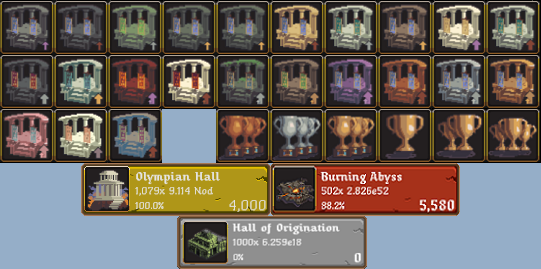 Olympian Hall
1,079x 9.114 Nod
100.0%
4,000
Burning Abyss
502x 2.826e52
88.2%
5,580
Hall of Origination
1000x 6.259e18
0%
0